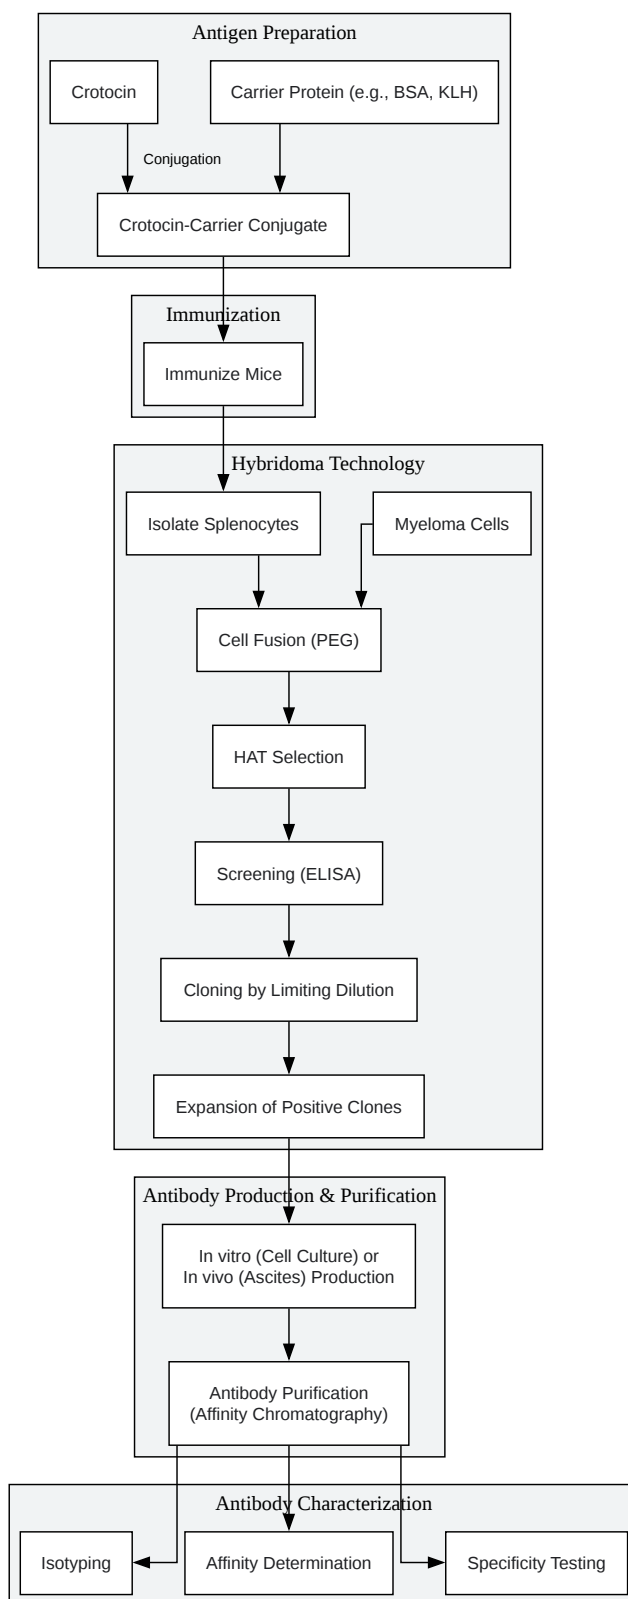 Antigen Preparation
Crotocin
Carrier Protein (e.g., BSA, KLH)
Conjugation
Crotocin-Carrier Conjugate
Immunization
Immunize Mice
Hybridoma Technology
Isolate Splenocytes
Myeloma Cells
Cell Fusion (PEG)
HAT Selection
Screening (ELISA)
Cloning by Limiting Dilution
Expansion of Positive Clones
Antibody Production & Purification
In vitro (Cell Culture) or
In vivo (Ascites) Production
Antibody Purification
(Affinity Chromatography)
Antibody Characterization
Isotyping
Affinity Determination
Specificity Testing